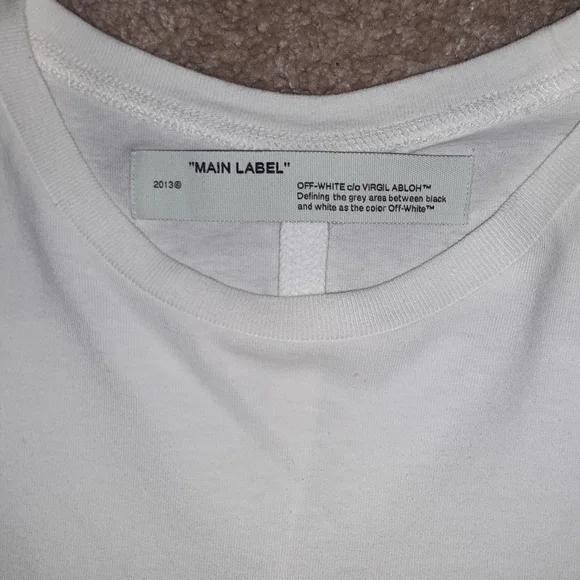 "MAIN LABEL"
2013®
OFF-WHITE c/o VIRGIL ABLOH™
Defining the grey area between black
and white as the color Off-White™